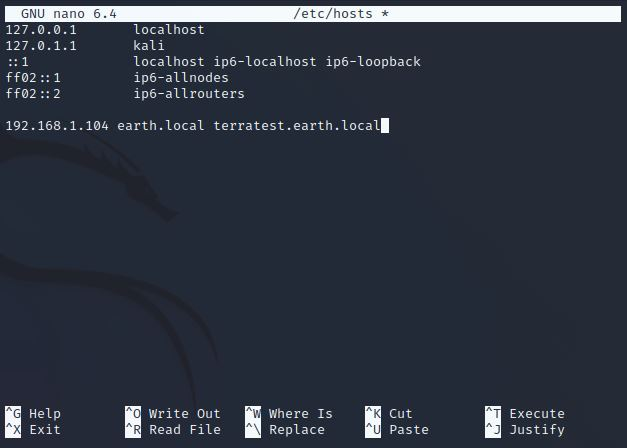 GNU nano 6.4 /etc/hosts *
127.0.0.1 localhost
127.0.1.1 kali
::1 localhost ip6-localhost ip6-loopback
ff02::1 ip6-allnodes
ff02::2 ip6-allrouters
192.168.1.104 earth.local terratest.earth.local
^G Help ^O Write Out ^W Where Is ^K Cut ^T Execute
^X Exit ^R Read File ^\ Replace ^U Paste ^J Justify